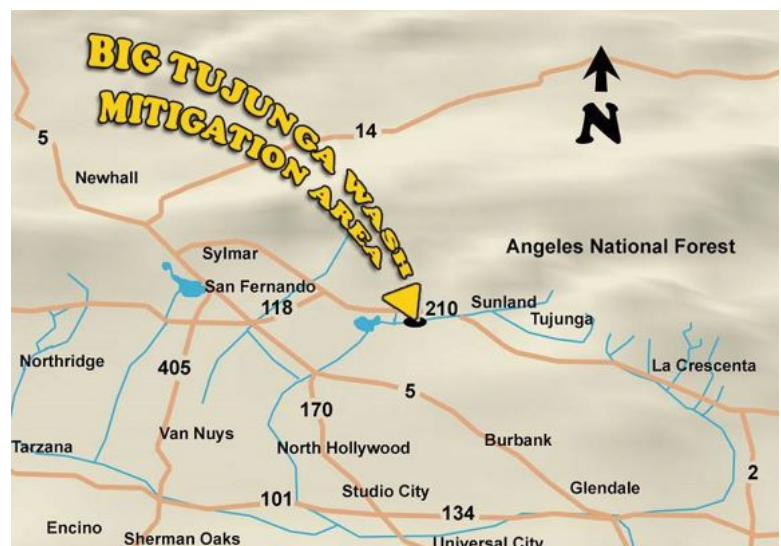 BIG TUJUNGA WASH
MITIGATION AREA
N
14
5
Newhall
Sylmar
Angeles National Forest
San Fernando
118
210
Sunland
Tujunga
Northridge
405
La Crescenta
5
170
Tarzana
Van Nuys
North Hollywood
Burbank
2
101
Studio City
134
Glendale
Encino
Sherman Oaks
Universal City